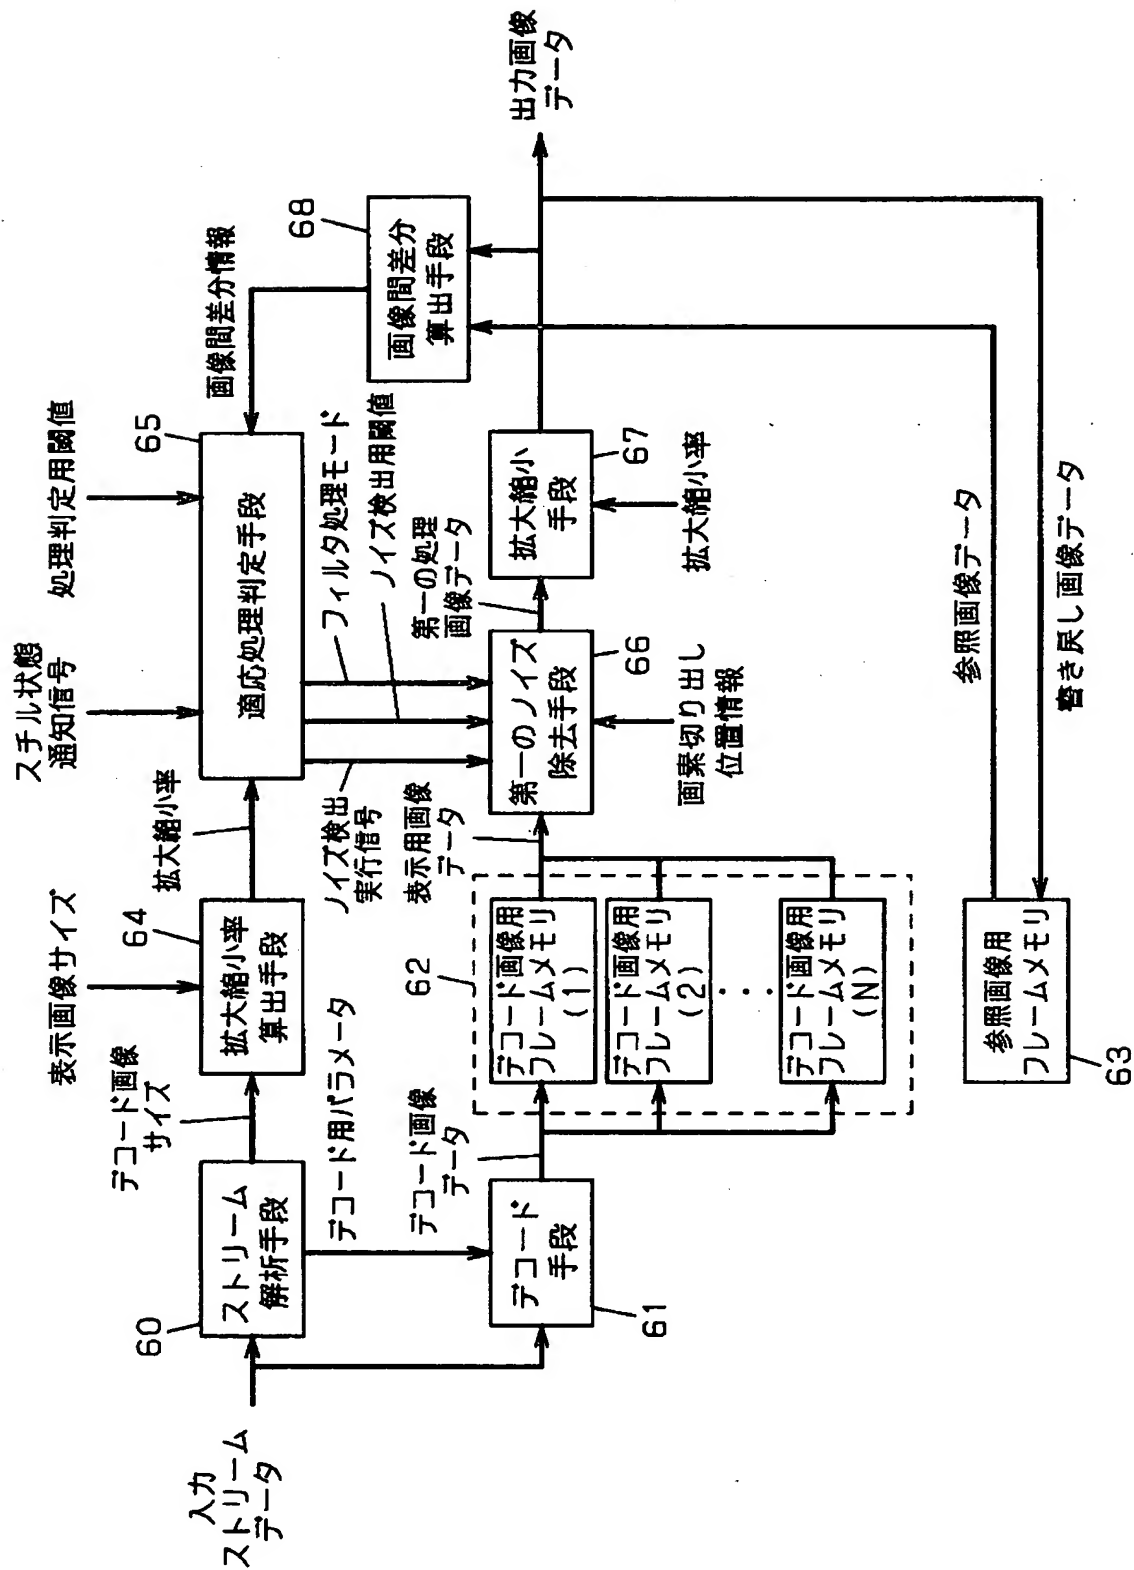 入力
ストリーム
データ
60
ストリーム
解析手段
デコード画像
サイズ
表示画像サイズ
64
拡大縮小率
算出手段
拡大縮小率
スチル状態
通知信号
処理判定用閾値
65
適応処理判定手段
画像間差分情報
68
画像間差分
算出手段
デコード用パラメータ
61
デコード
手段
デコード画像
データ
62
デコード画像用
フレームメモリ
(1)
デコード画像用
フレームメモリ
(2)
・・・
デコード画像用
フレームメモリ
(N)
表示用画像
データ
ノイズ検出
実行信号
ノイズ検出用閾値
フィルタ処理モード
第一のノイズ
除去手段
66
画素切り出し
位置情報
第一の処理
画像データ
拡大縮小
手段
67
拡大縮小率
出力画像
データ
参照画像用
フレームメモリ
63
参照画像データ
書き戻し画像データ